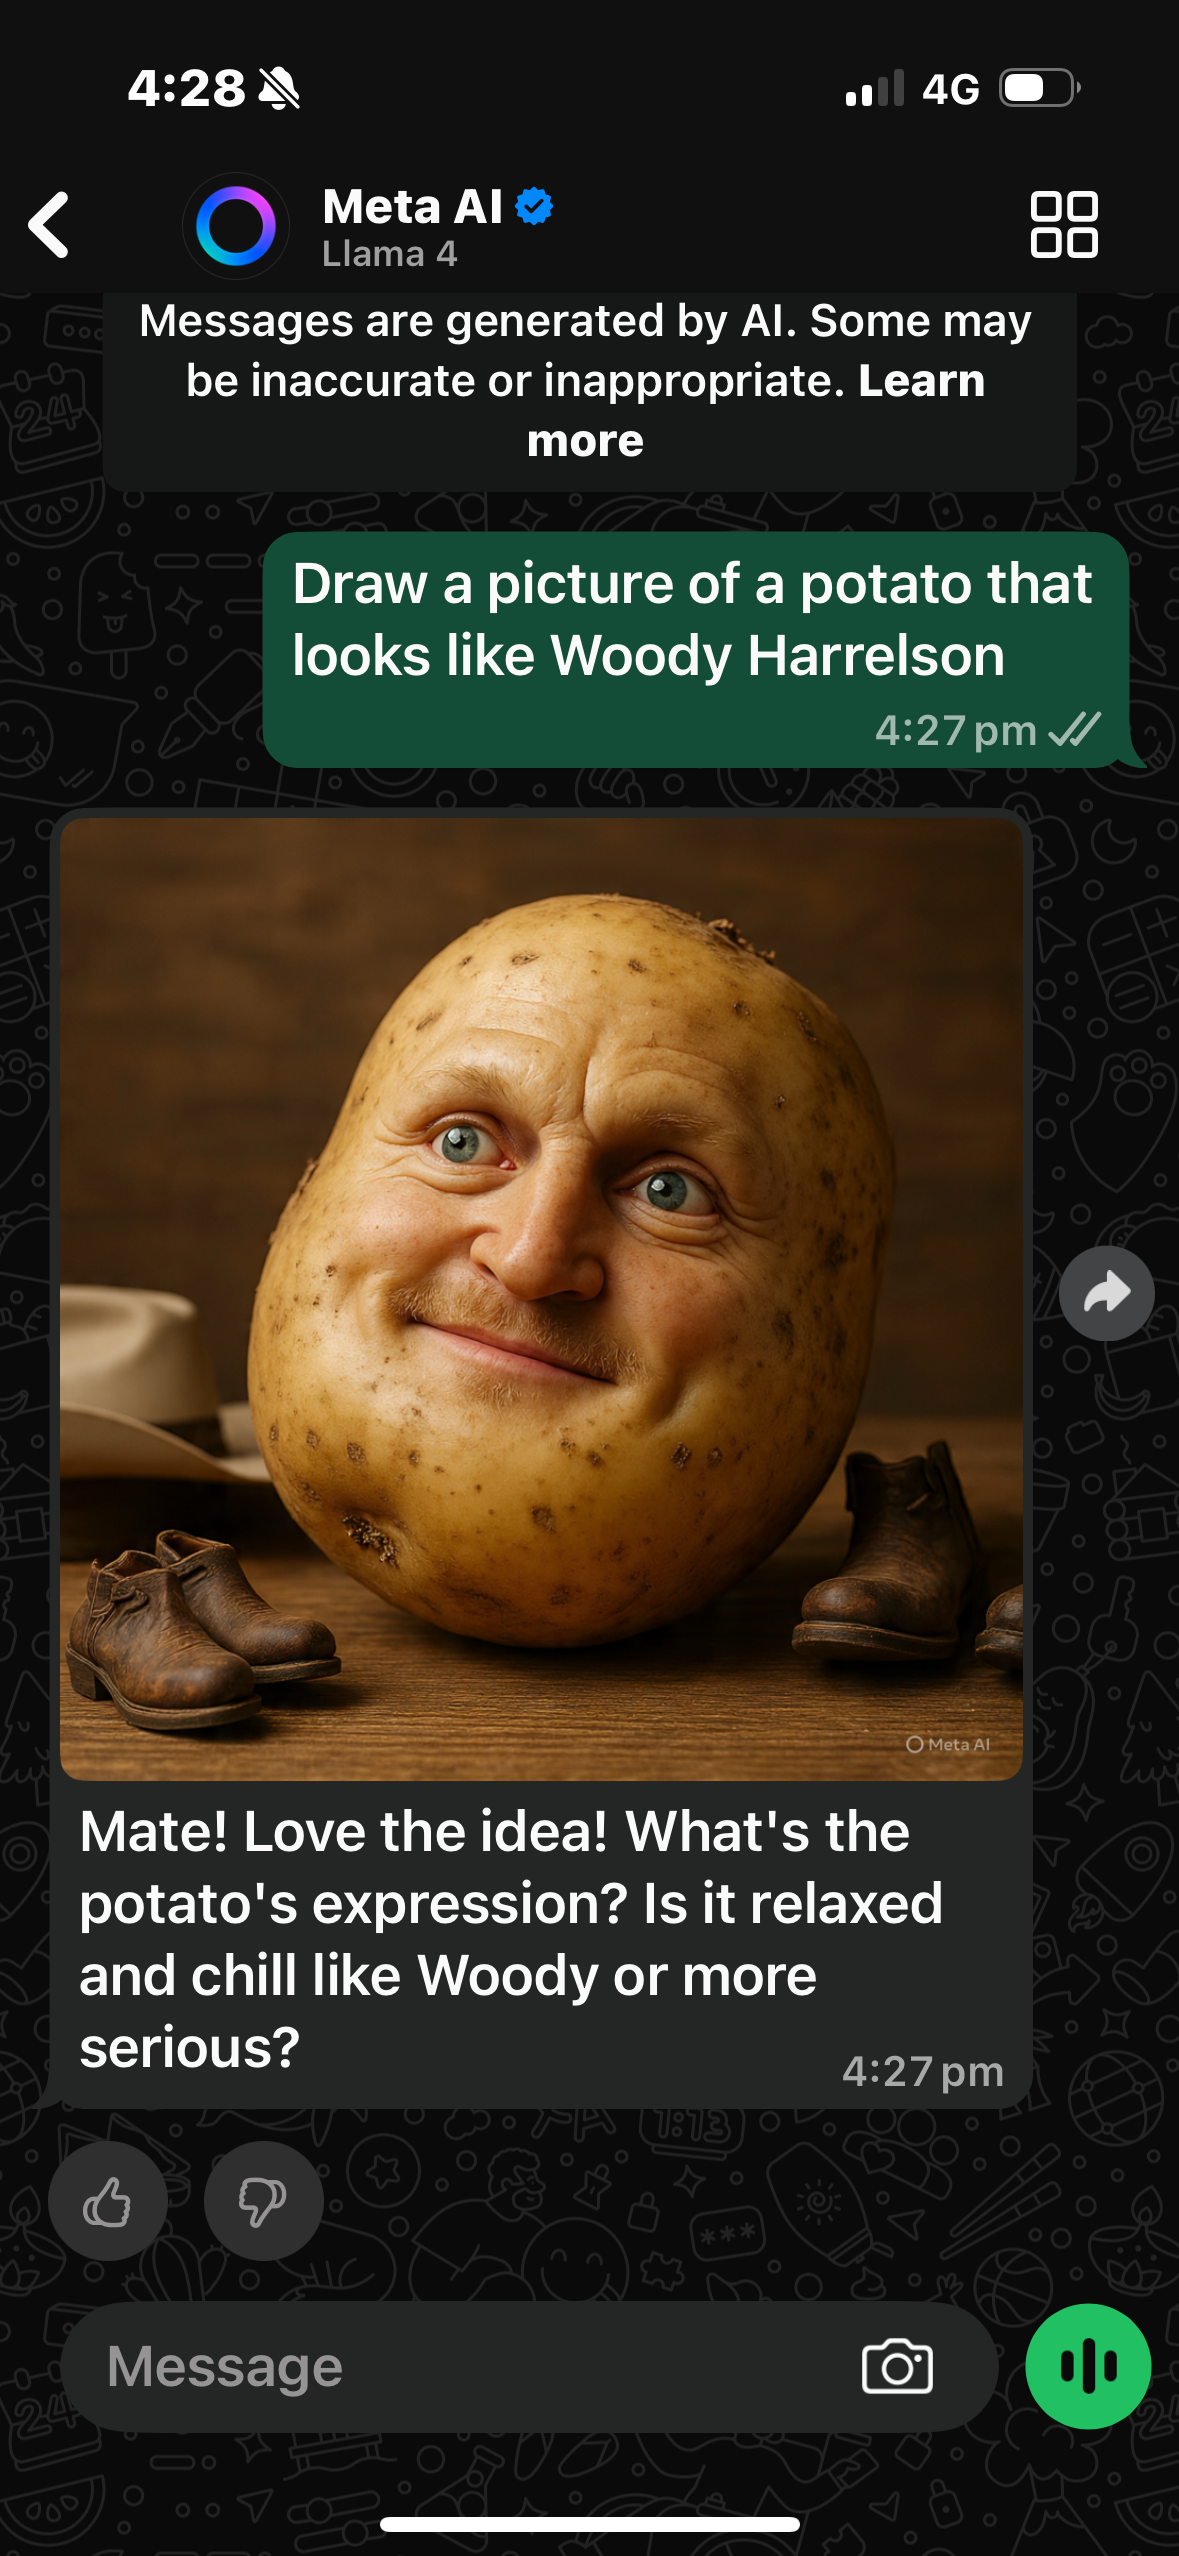 4:28
4G
Meta AI
Llama 4
Messages are generated by AI. Some may
be inaccurate or inappropriate. Learn
more
Draw a picture of a potato that
looks like Woody Harrelson
4:27 pm
Meta AI
Mate! Love the idea! What's the
potato's expression? Is it relaxed
and chill like Woody or more
serious?
4:27 pm
Message